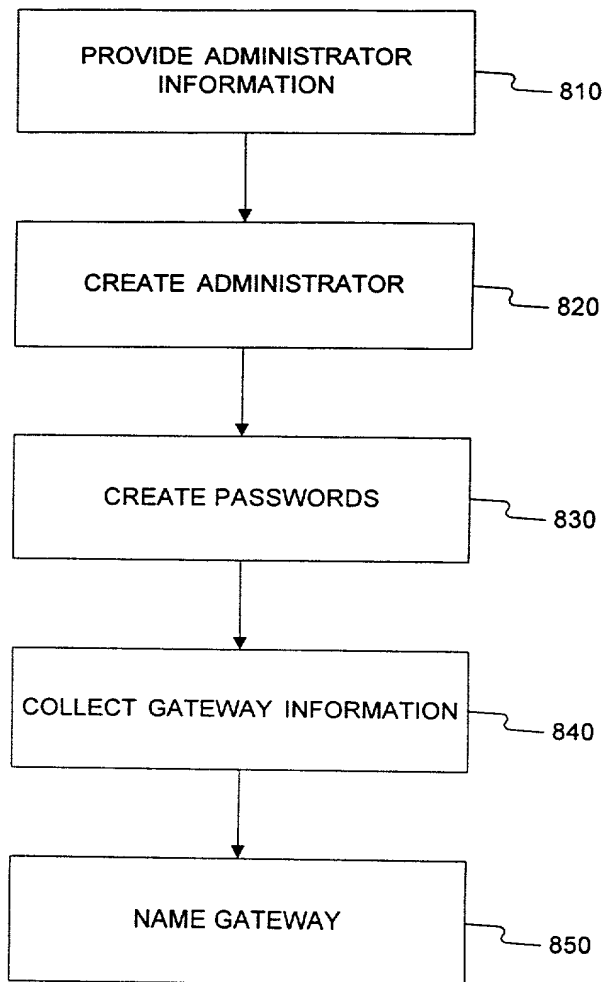 PROVIDE ADMINISTRATOR
INFORMATION
810
CREATE ADMINISTRATOR
820
CREATE PASSWORDS
830
COLLECT GATEWAY INFORMATION
840
NAME GATEWAY
850